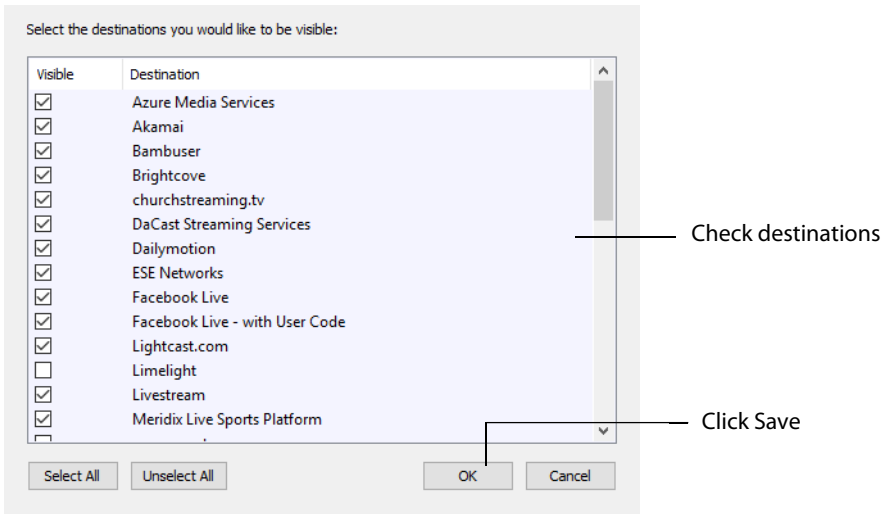 Select the destinations you would like to be visible:
Visible Destination
Azure Media Services
Akamai
Bambuser
Brightcove
churchstreaming.tv
DaCast Streaming Services
Dailymotion
ESE Networks
Facebook Live
Facebook Live - with User Code
Lightcast.com
Limelight
Livestream
Meridix Live Sports Platform
Check destinations
Click Save
Select All Unselect All OK Cancel